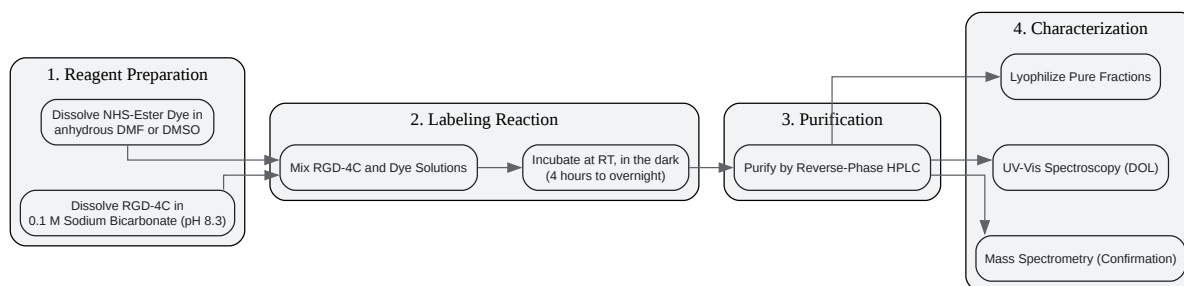 1. Reagent Preparation
Dissolve NHS-Ester Dye in
anhydrous DMF or DMSO
Dissolve RGD-4C in
0.1 M Sodium Bicarbonate (pH 8.3)
2. Labeling Reaction
Mix RGD-4C and Dye Solutions
Incubate at RT, in the dark
(4 hours to overnight)
3. Purification
Purify by Reverse-Phase HPLC
4. Characterization
Lyophilize Pure Fractions
UV-Vis Spectroscopy (DOL)
Mass Spectrometry (Confirmation)